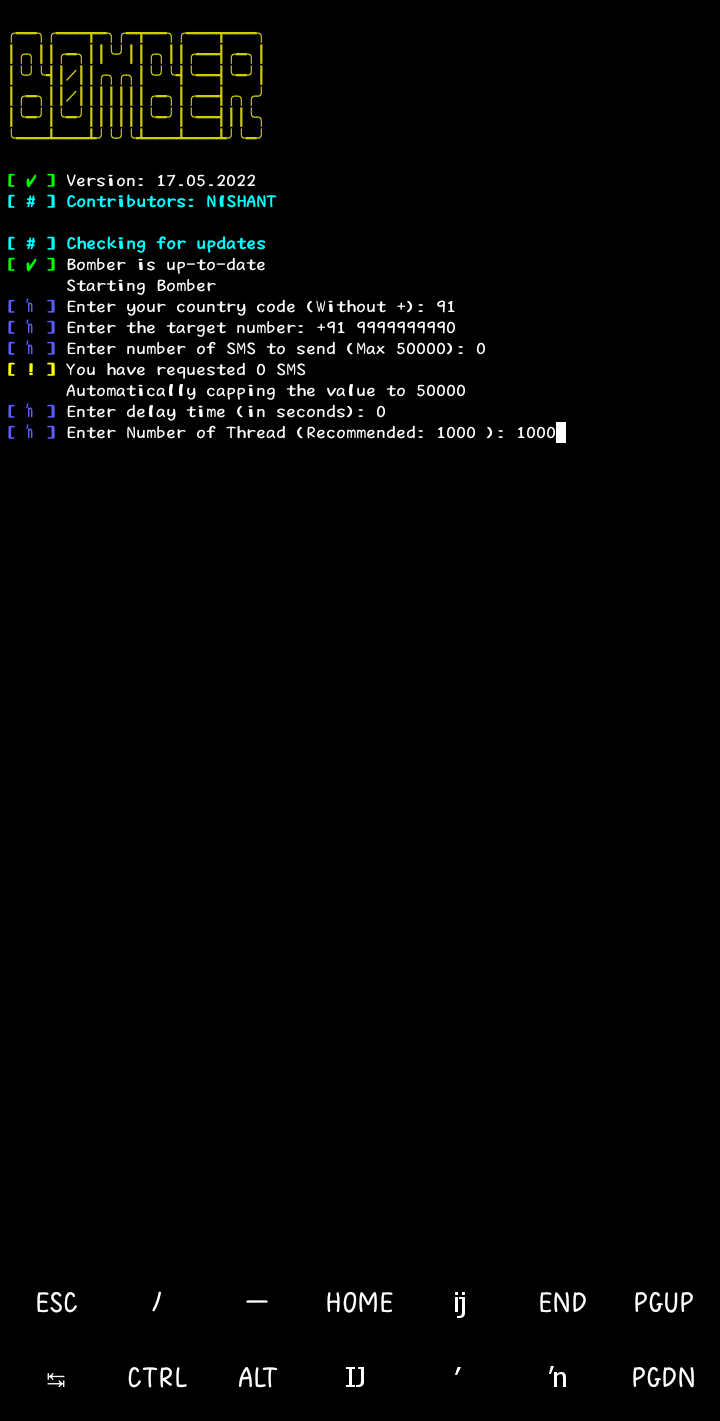 BOMBER
[ ✔ ] Version: 17.05.2022
[ # ] Contributors: NISHANT
[ # ] Checking for updates
[ ✔ ] Bomber is up-to-date
Starting Bomber
[ ŉ ] Enter your country code (Without +): 91
[ ŉ ] Enter the target number: +91 9999999990
[ ŉ ] Enter number of SMS to send (Max 50000): 0
[ ! ] You have requested 0 SMS
Automatically capping the value to 50000
[ ŉ ] Enter delay time (in seconds): 0
[ ŉ ] Enter Number of Thread (Recommended: 1000 ): 1000
ESC / — HOME ĳ END PGUP
↹ CTRL ALT Ĳ ′ ŉ PGDN